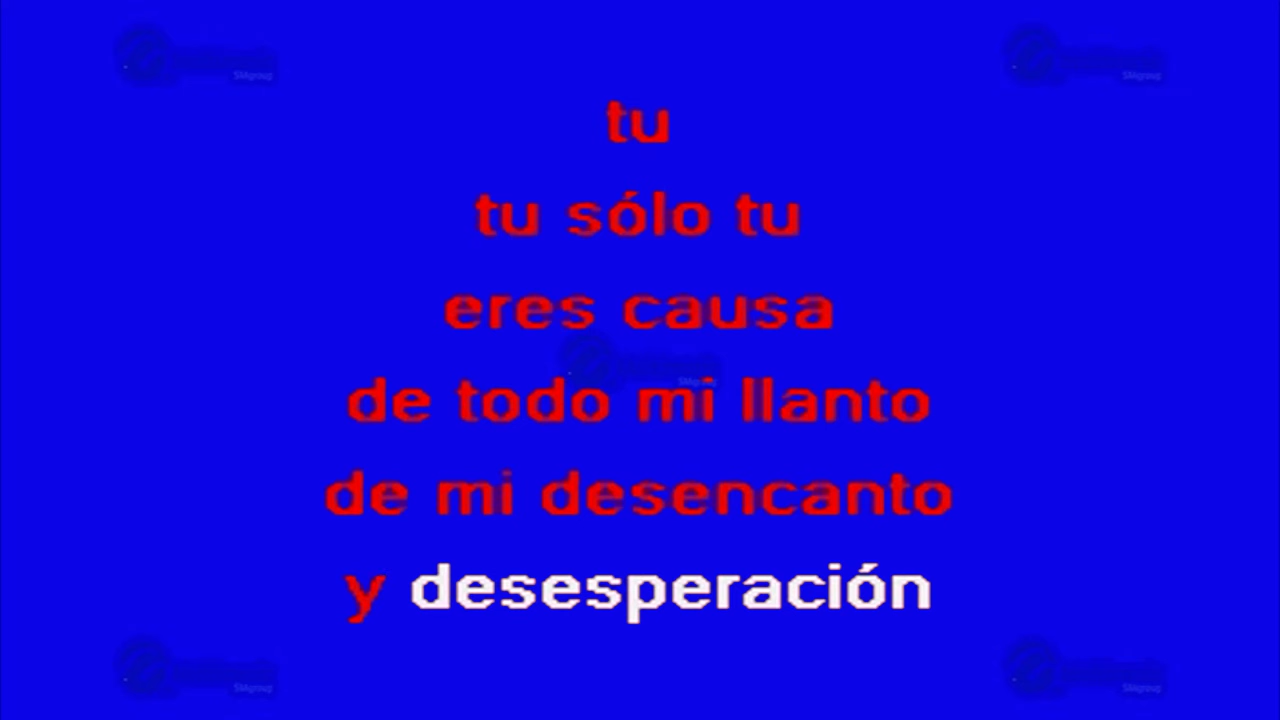 tu
tu sólo tu
eres causa
de todo mi llanto
de mi desencanto
y desesperación